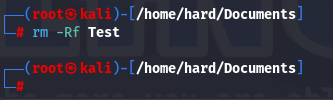 ┌──(root㉿kali)-[/home/hard/Documents]
└─# rm -Rf Test
┌──(root㉿kali)-[/home/hard/Documents]
└─#